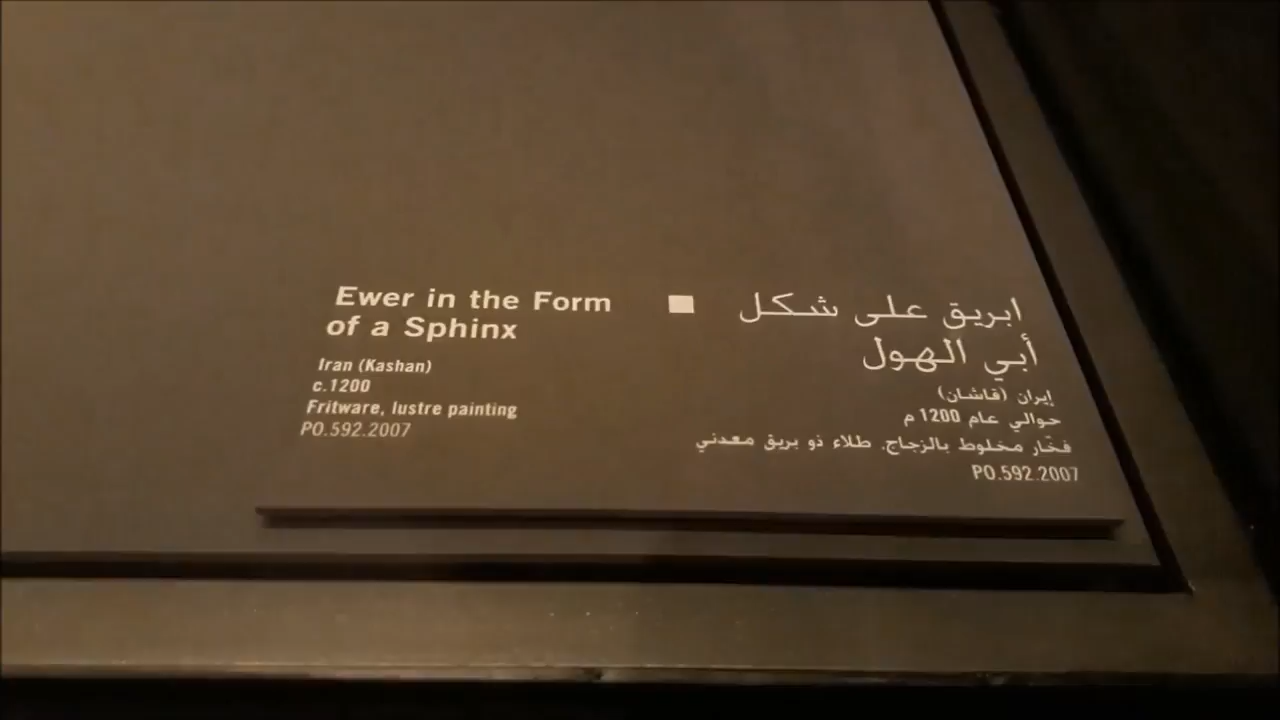 Ewer in the Form
of a Sphinx
Iran (Kashan)
c.1200
Fritware, lustre painting
PO.592.2007
ابريق على شكل
أبي الهول
إيران (قاشان)
حوالي عام 1200 م
فخّار مخلوط بالزجاج. طلاء ذو بريق معدني
PO.592.2007